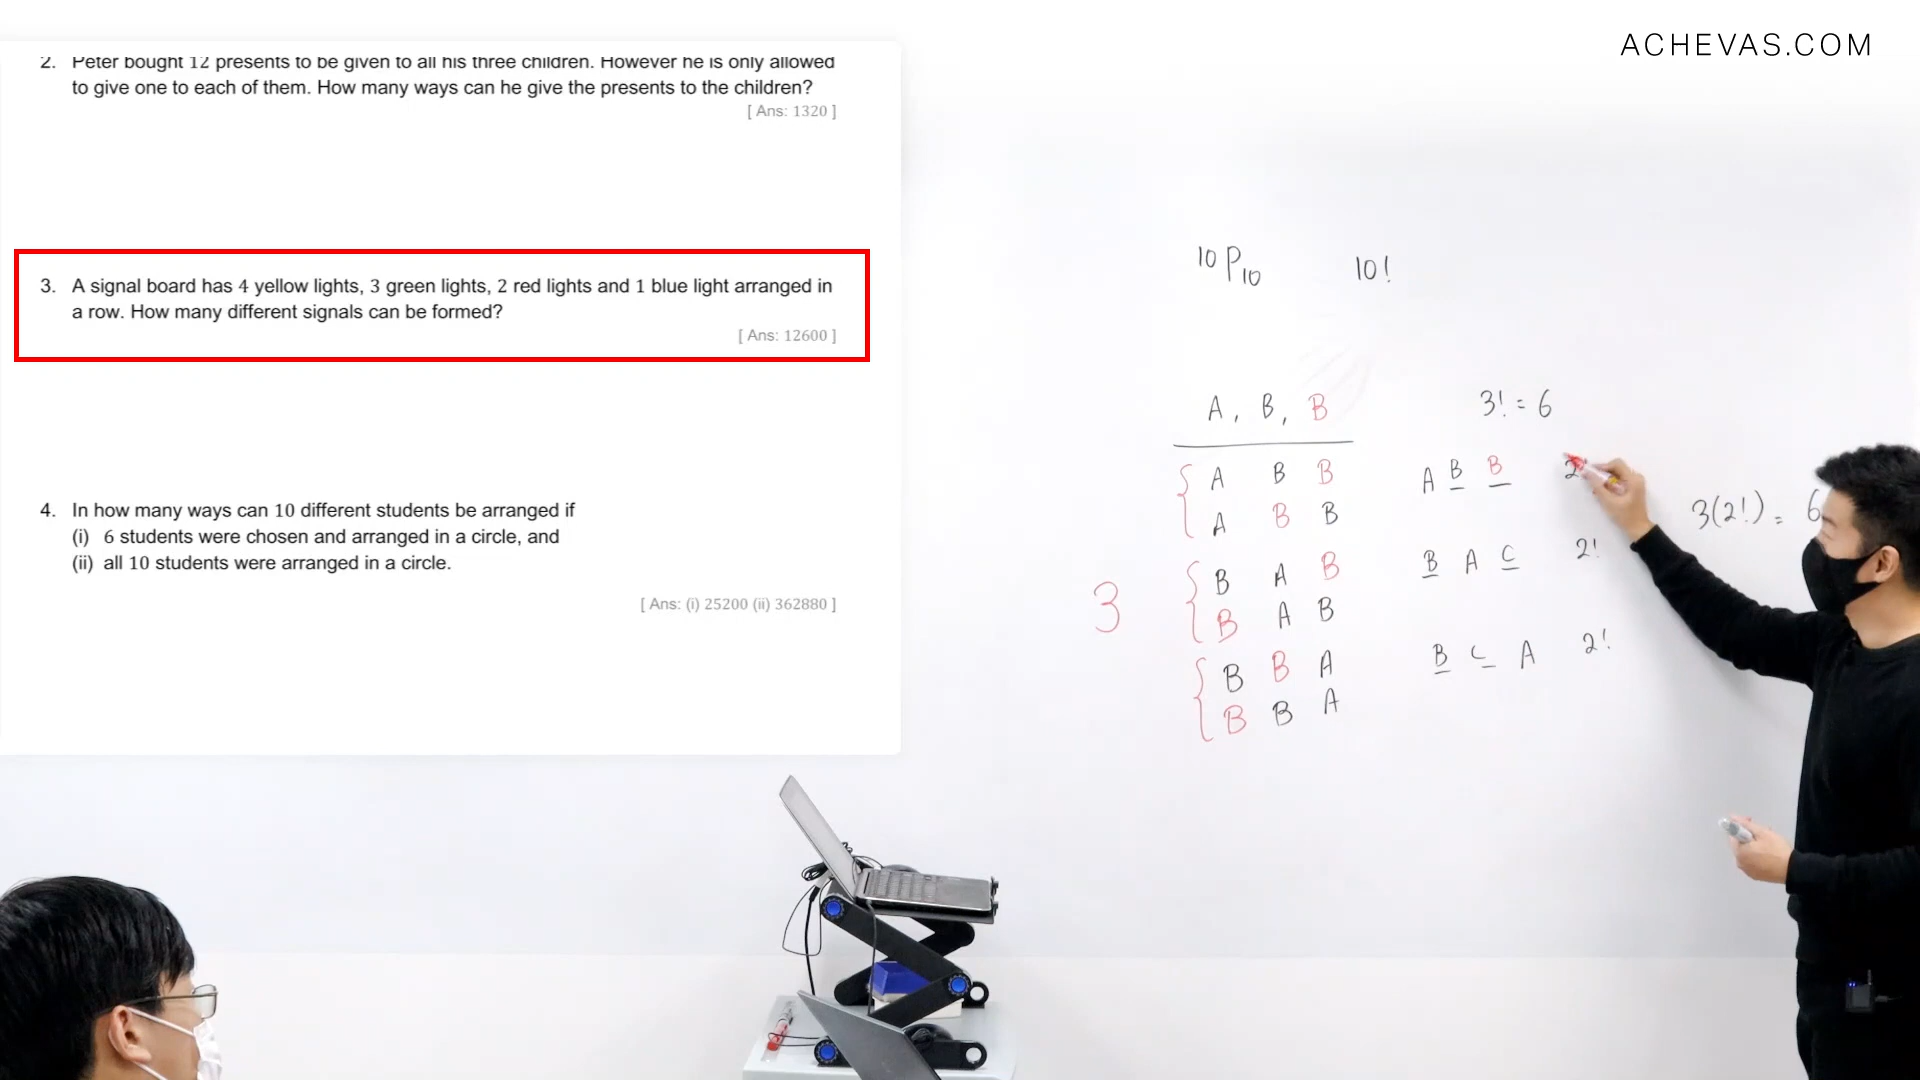 ACHEVAS.COM
2. Peter bought 12 presents to be given to all his three children. However he is only allowed
to give one to each of them. How many ways can he give the presents to the children?
[ Ans: 1320 ]
3. A signal board has 4 yellow lights, 3 green lights, 2 red lights and 1 blue light arranged in
a row. How many different signals can be formed?
[ Ans: 12600 ]
4. In how many ways can 10 different students be arranged if
(i) 6 students were chosen and arranged in a circle, and
(ii) all 10 students were arranged in a circle.
[ Ans: (i) 25200 (ii) 362880 ]
10P10 10!
A, B, B 3! = 6
A B B A B B 2
A B B
3(2!) = 6
B A B B A C 2!
3
B A B
B B A B C A 2!
B B A